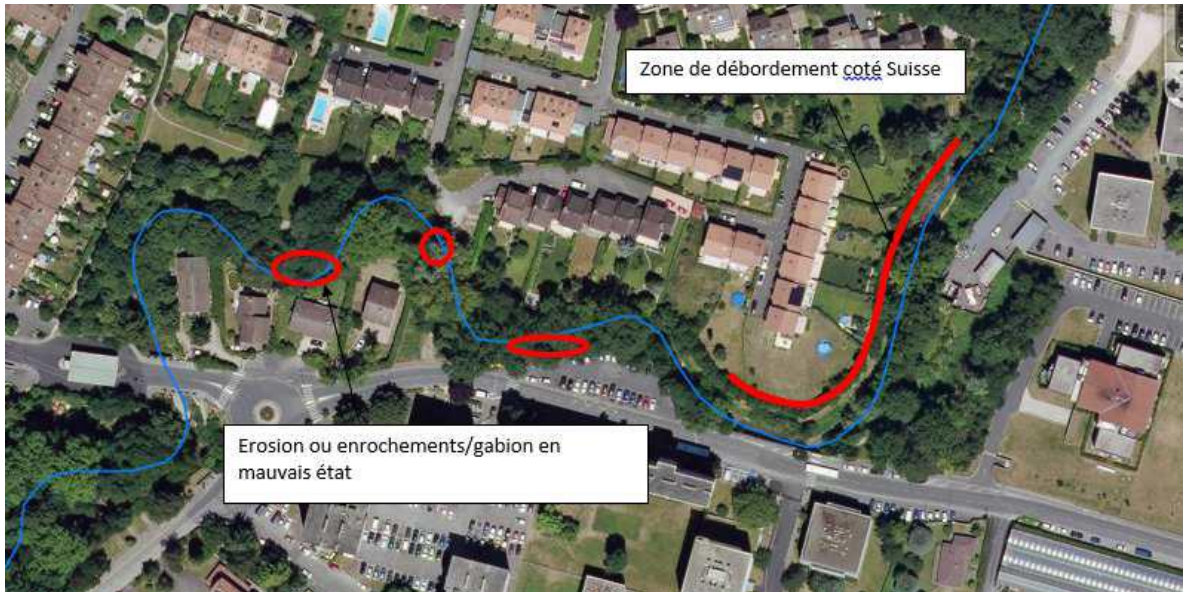 Zone de débordement coté Suisse
Erosion ou enrochements/gabion en
mauvais état